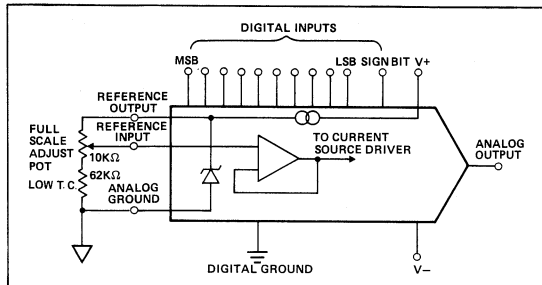 DIGITAL INPUTS
MSB
LSB
SIGN BIT
V+
REFERENCE
OUTPUT
REFERENCE
INPUT
FULL
SCALE
ADJUST
POT
10KΩ
62KΩ
LOW T.C.
ANALOG
GROUND
TO CURRENT
SOURCE DRIVER
ANALOG
OUTPUT
DIGITAL GROUND
V−